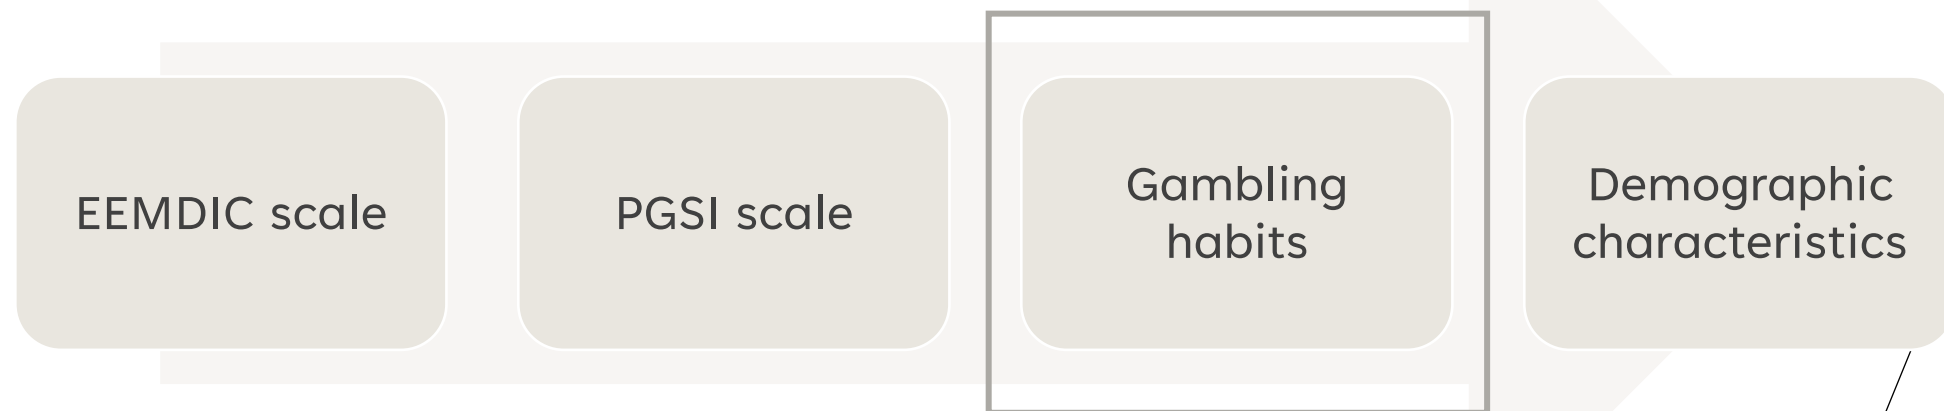 EEMDIC scale
PGSI scale
Gambling
habits
Demographic
characteristics